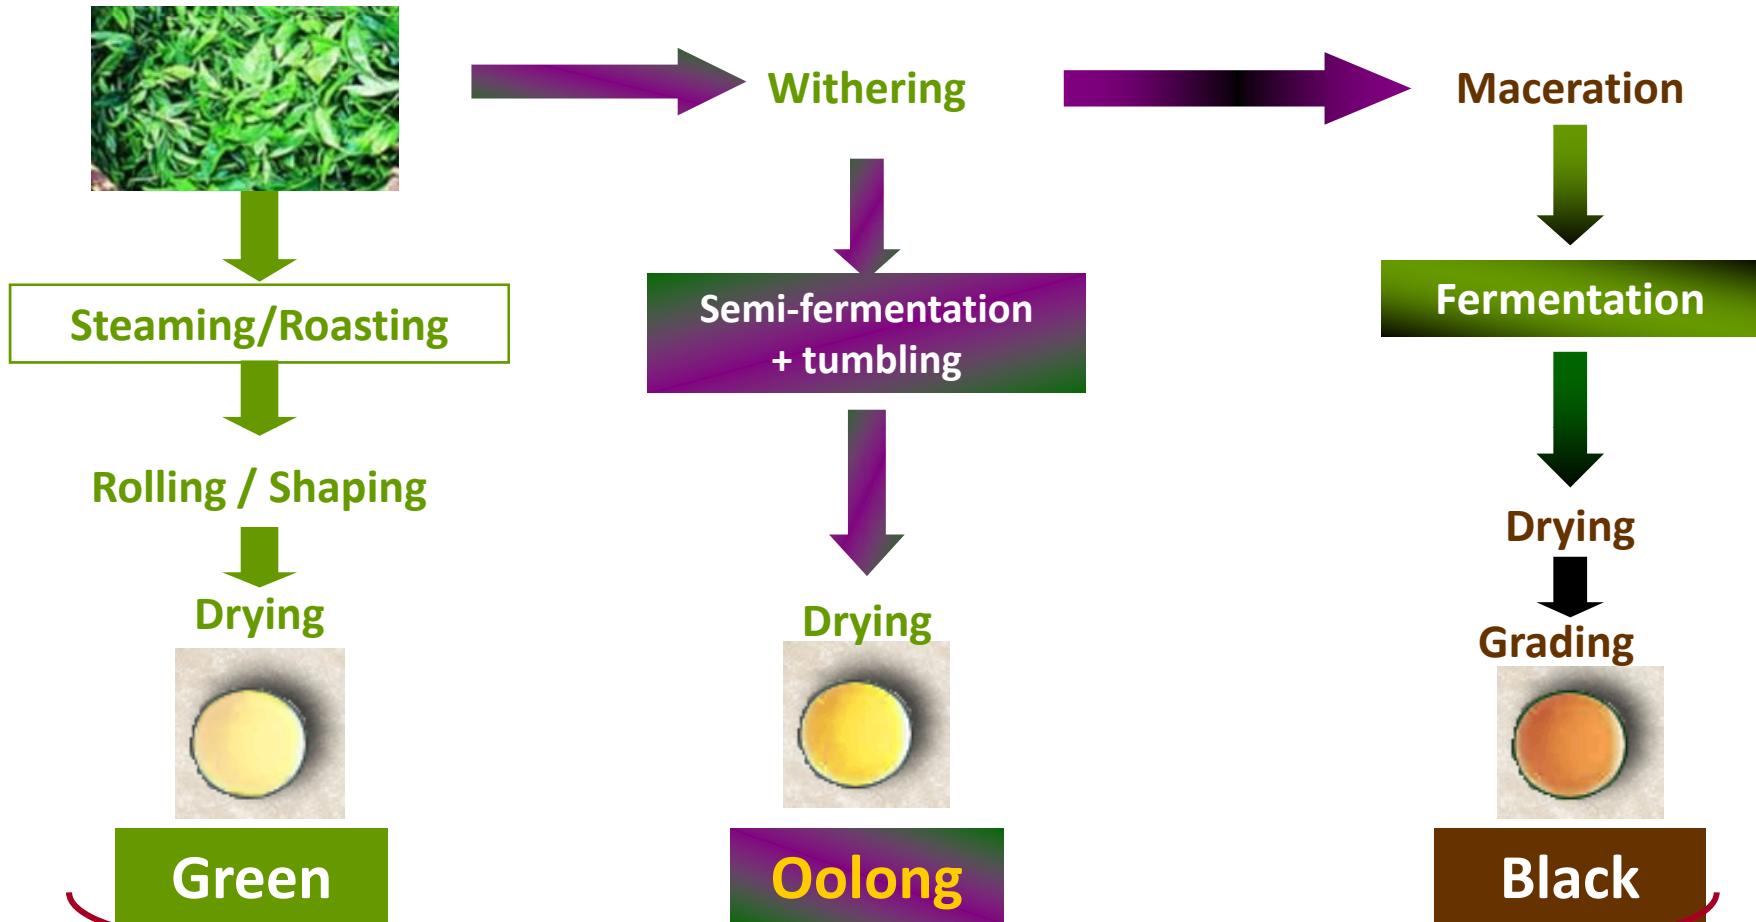 Withering
Maceration
Steaming/Roasting
Semi-fermentation
+ tumbling
Fermentation
Rolling / Shaping
Drying
Drying
Drying
Grading
Green
Oolong
Black